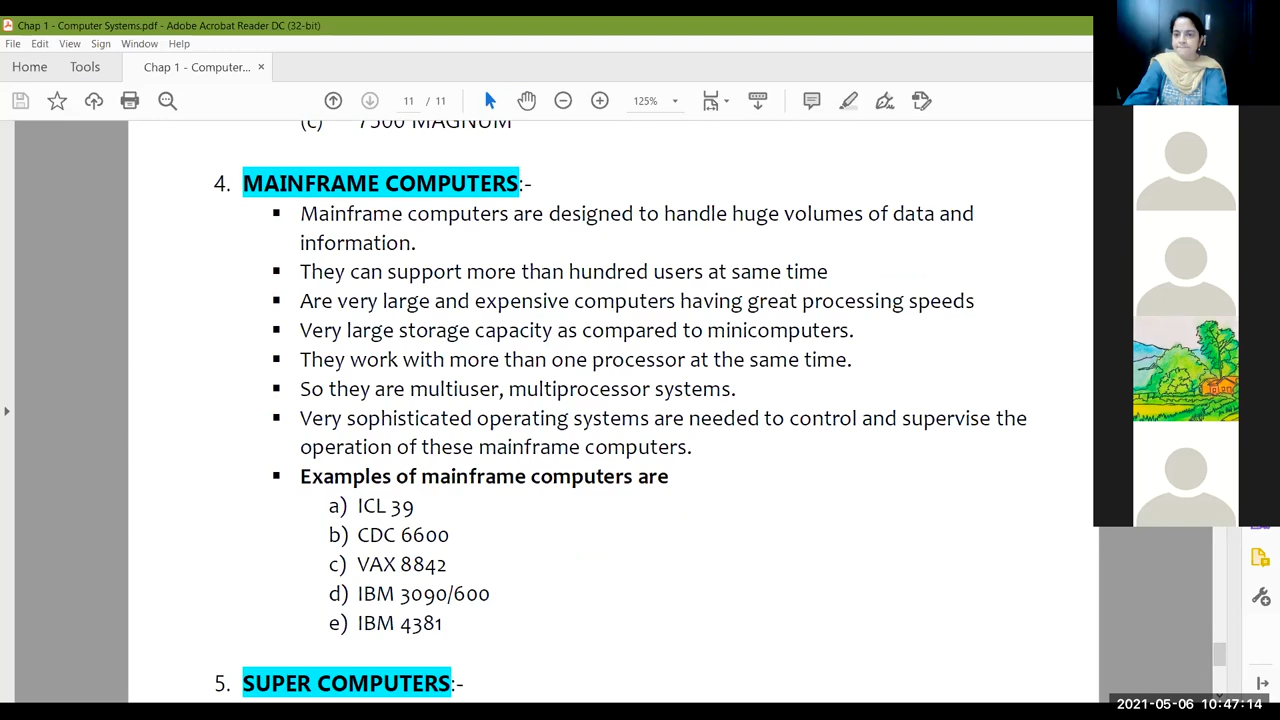 Chap 1 - Computer Systems.pdf - Adobe Acrobat Reader DC (32-bit)
File Edit View Sign Window Help
Home Tools Chap 1 - Computer... ×
11 / 11 125%
(c) 7500 MAGNUM
4. MAINFRAME COMPUTERS:-
▪ Mainframe computers are designed to handle huge volumes of data and
information.
▪ They can support more than hundred users at same time
▪ Are very large and expensive computers having great processing speeds
▪ Very large storage capacity as compared to minicomputers.
▪ They work with more than one processor at the same time.
▪ So they are multiuser, multiprocessor systems.
▪ Very sophisticated operating systems are needed to control and supervise the
operation of these mainframe computers.
▪ Examples of mainframe computers are
a) ICL 39
b) CDC 6600
c) VAX 8842
d) IBM 3090/600
e) IBM 4381
5. SUPER COMPUTERS:-
2021-05-06 10:47:14